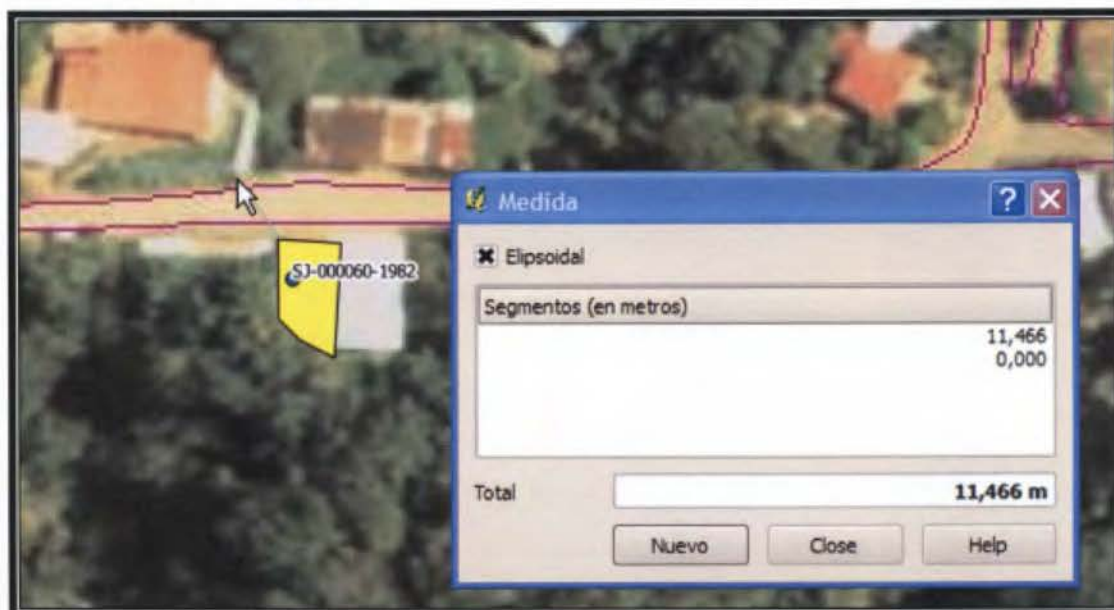 SJ-000060-1982
Medida
? X
Elipsoidal
Segmentos (en metros)
11,466
0,000
Total
11,466 m
Nuevo
Close
Help